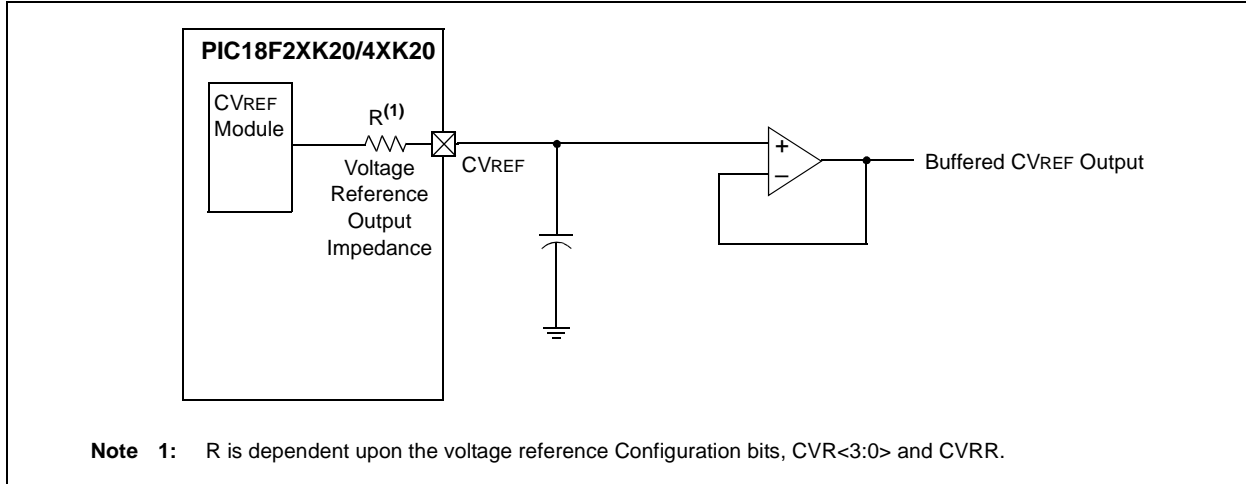 PIC18F2XK20/4XK20
CVREF
Module
R(1)
Voltage
Reference
Output
Impedance
CVREF
+
–
Buffered CVREF Output
Note 1: R is dependent upon the voltage reference Configuration bits, CVR<3:0> and CVRR.